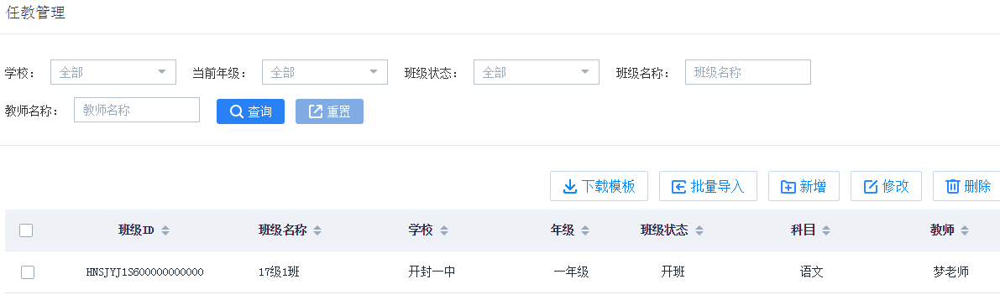 任教管理
学校： 全部 当前年级： 全部 班级状态： 全部 班级名称： 班级名称
教师名称： 教师名称 查询 重置
下载模板 批量导入 新增 修改 删除
班级ID 班级名称 学校 年级 班级状态 科目 教师
HNSJYJ1S600000000000 17级1班 开封一中 一年级 开班 语文 梦老师